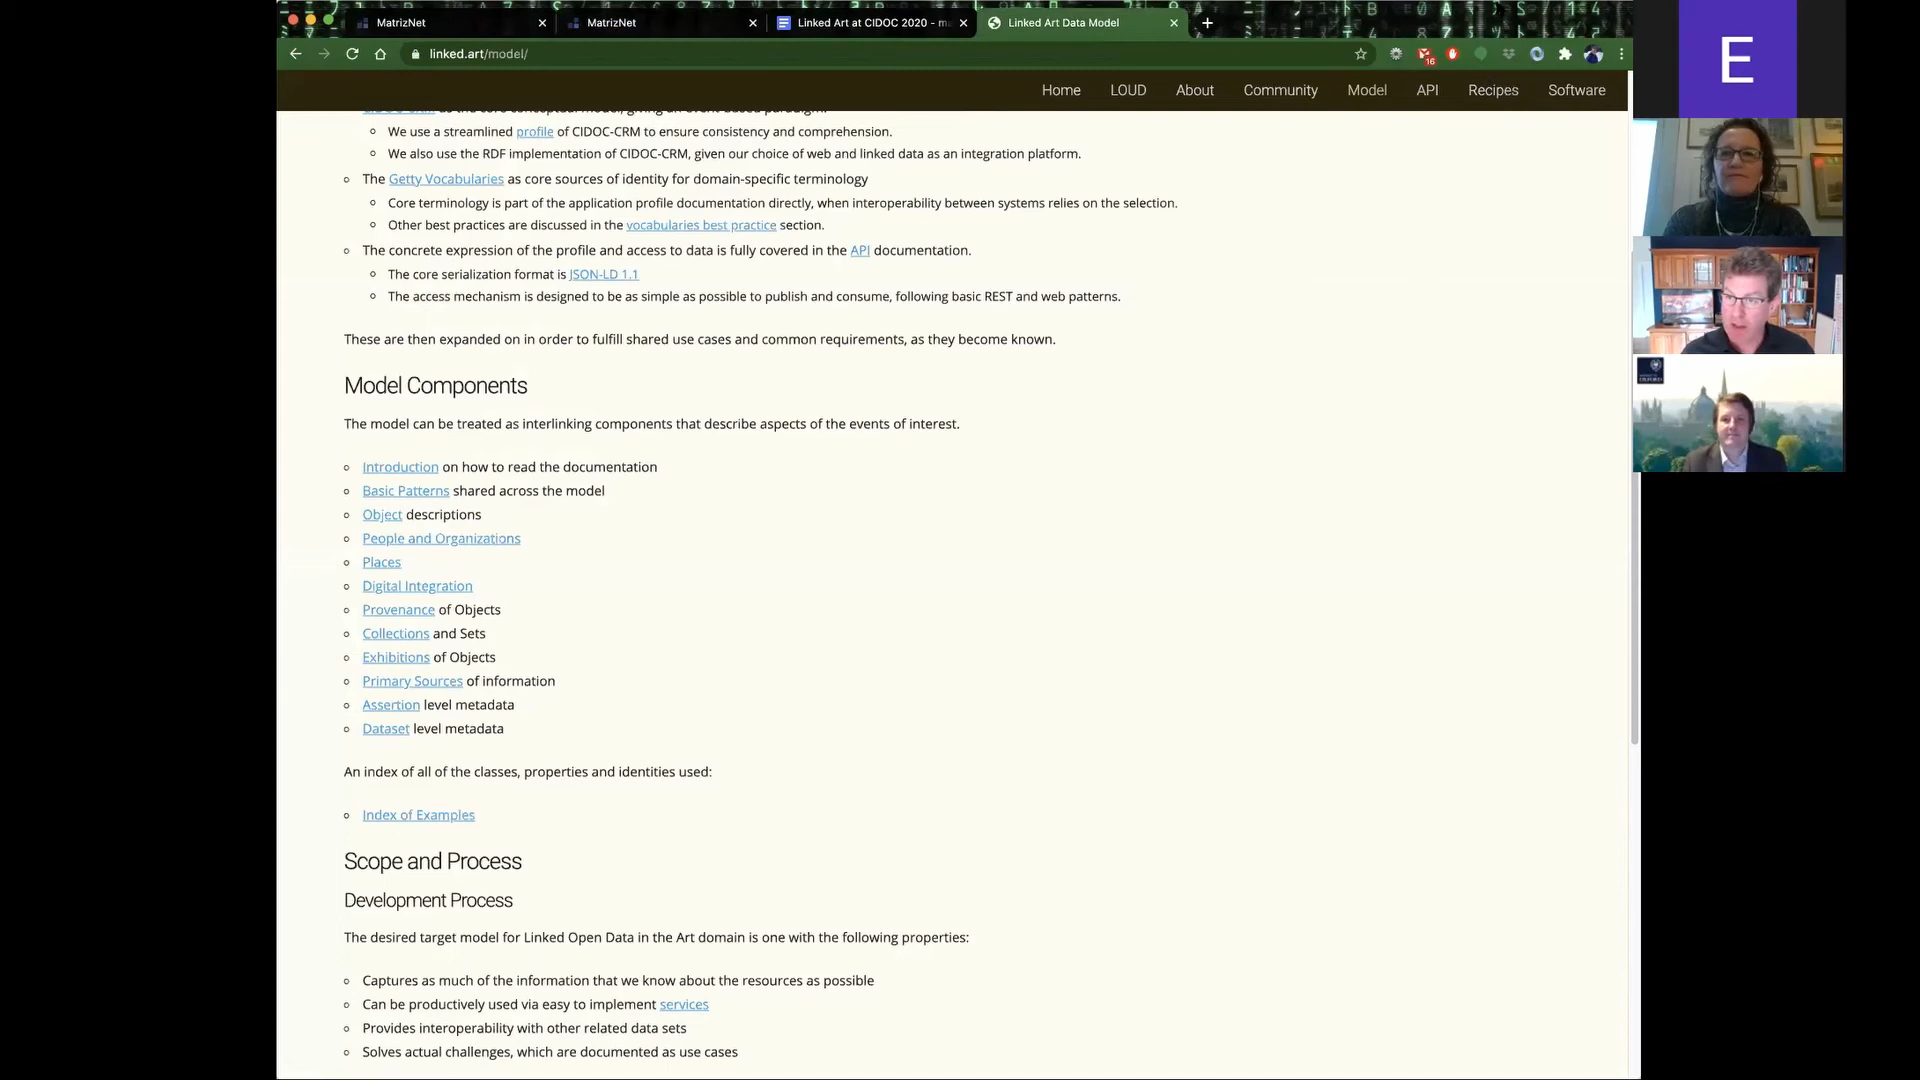 MatrizNet
MatrizNet
Linked Art at CIDOC 2020 - m
Linked Art Data Model
linked.art/model/
16
Home LOUD About Community Model API Recipes Software
as the core conceptual model, giving an event-based paradigm.
We use a streamlined profile of CIDOC-CRM to ensure consistency and comprehension.
We also use the RDF implementation of CIDOC-CRM, given our choice of web and linked data as an integration platform.
The Getty Vocabularies as core sources of identity for domain-specific terminology
Core terminology is part of the application profile documentation directly, when interoperability between systems relies on the selection.
Other best practices are discussed in the vocabularies best practice section.
The concrete expression of the profile and access to data is fully covered in the API documentation.
The core serialization format is JSON-LD 1.1
The access mechanism is designed to be as simple as possible to publish and consume, following basic REST and web patterns.
These are then expanded on in order to fulfill shared use cases and common requirements, as they become known.
Model Components
The model can be treated as interlinking components that describe aspects of the events of interest.
Introduction on how to read the documentation
Basic Patterns shared across the model
Object descriptions
People and Organizations
Places
Digital Integration
Provenance of Objects
Collections and Sets
Exhibitions of Objects
Primary Sources of information
Assertion level metadata
Dataset level metadata
An index of all of the classes, properties and identities used:
Index of Examples
Scope and Process
Development Process
The desired target model for Linked Open Data in the Art domain is one with the following properties:
Captures as much of the information that we know about the resources as possible
Can be productively used via easy to implement services
Provides interoperability with other related data sets
Solves actual challenges, which are documented as use cases
E